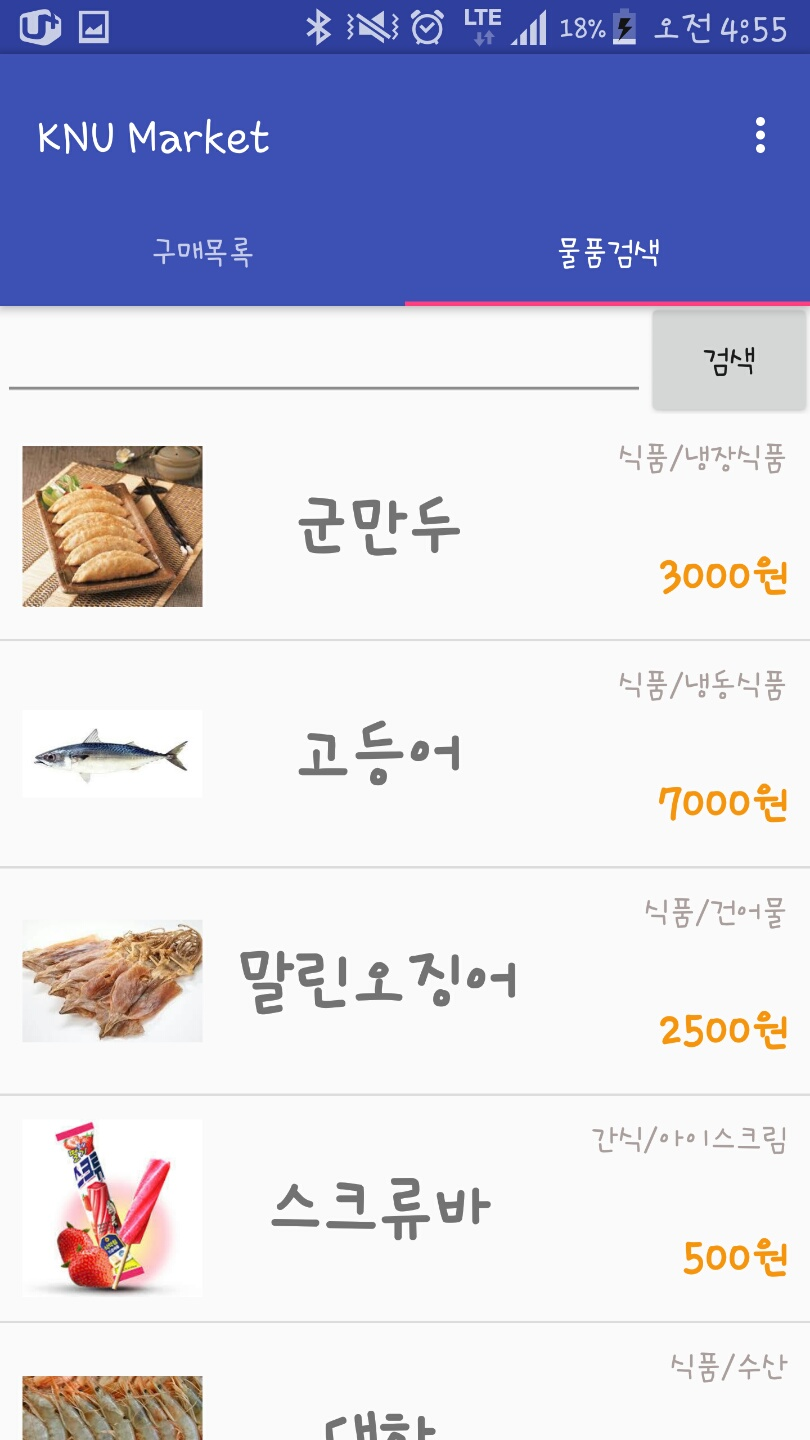 LTE 18% 오전 4:55
KNU Market
구매목록 물품검색
검색
식품/냉장식품
군만두
3000원
식품/냉동식품
고등어
7000원
식품/건어물
말린오징어
2500원
간식/아이스크림
스크류바
500원
식품/수산
대하